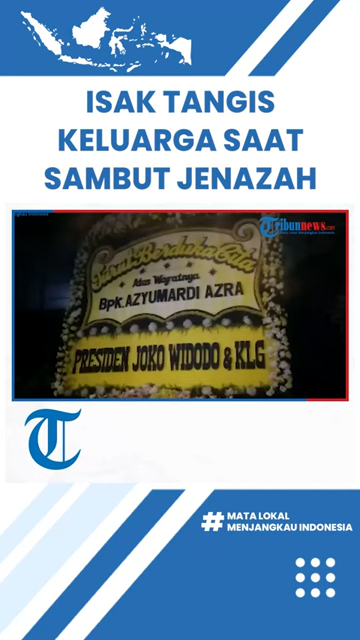 ISAK TANGIS
KELUARGA SAAT
SAMBUT JENAZAH
Tribunnews.com
Turut Berduka Cita
Atas Wafatnya
Bpk. AZYUMARDI AZRA
PRESIDEN JOKO WIDODO & KLG
T
# MATA LOKAL
MENJANGKAU INDONESIA